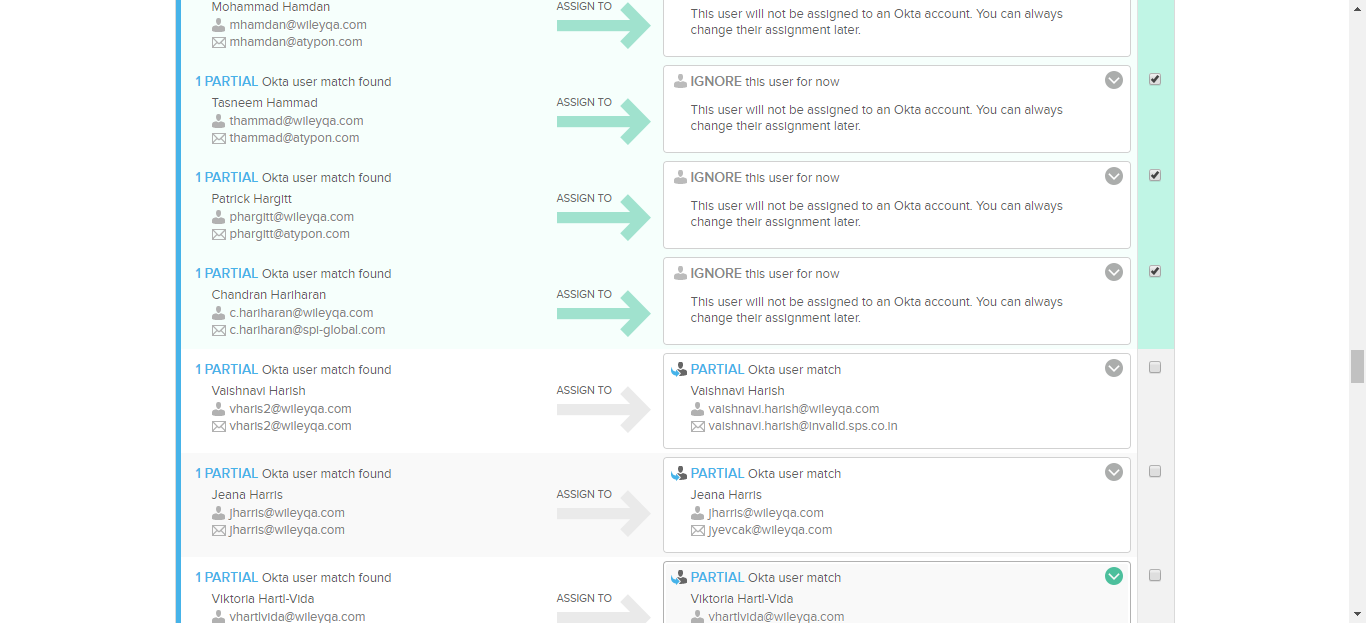 Mohammad Hamdan
mhamdan@wileyqa.com
mhamdan@atypon.com
ASSIGN TO
This user will not be assigned to an Okta account. You can always
change their assignment later.
1 PARTIAL Okta user match found
Tasneem Hammad
thammad@wileyqa.com
thammad@atypon.com
ASSIGN TO
IGNORE this user for now
This user will not be assigned to an Okta account. You can always
change their assignment later.
1 PARTIAL Okta user match found
Patrick Hargitt
phargitt@wileyqa.com
phargitt@atypon.com
ASSIGN TO
IGNORE this user for now
This user will not be assigned to an Okta account. You can always
change their assignment later.
1 PARTIAL Okta user match found
Chandran Hariharan
c.hariharan@wileyqa.com
c.hariharan@spi-global.com
ASSIGN TO
IGNORE this user for now
This user will not be assigned to an Okta account. You can always
change their assignment later.
1 PARTIAL Okta user match found
Vaishnavi Harish
vharis2@wileyqa.com
vharis2@wileyqa.com
ASSIGN TO
PARTIAL Okta user match
Vaishnavi Harish
vaishnavi.harish@wileyqa.com
vaishnavi.harish@invalid.sps.co.in
1 PARTIAL Okta user match found
Jeana Harris
jharris@wileyqa.com
jharris@wileyqa.com
ASSIGN TO
PARTIAL Okta user match
Jeana Harris
jharris@wileyqa.com
jyevcak@wileyqa.com
1 PARTIAL Okta user match found
Viktoria Hartl-Vida
vhartlvida@wileyqa.com
ASSIGN TO
PARTIAL Okta user match
Viktoria Hartl-Vida
vhartlvida@wileyqa.com